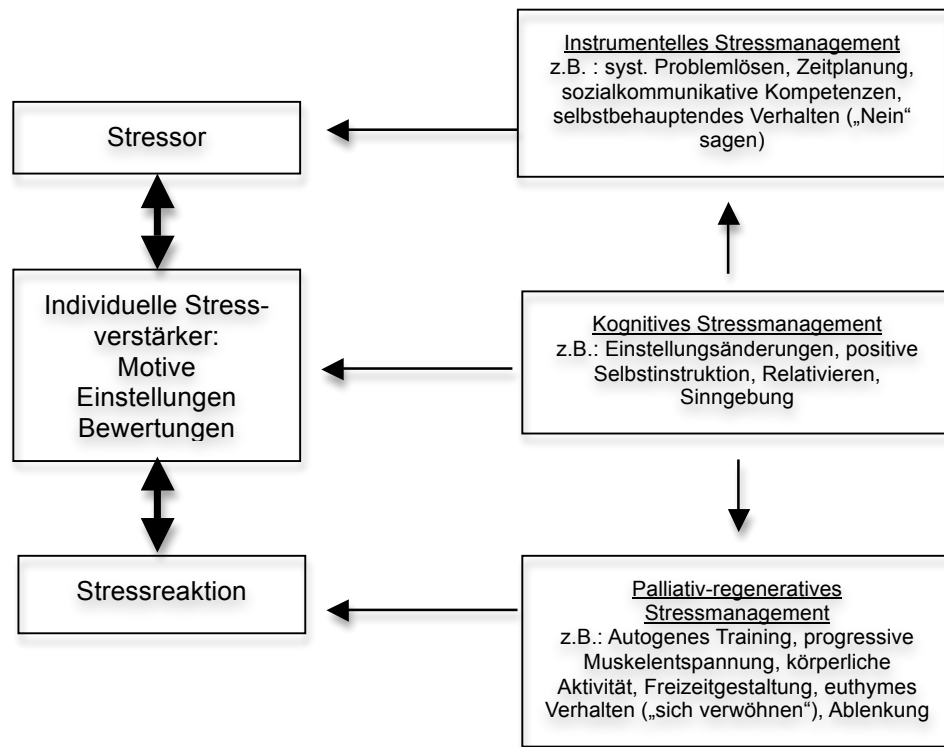 Instrumentelles Stressmanagement
z.B. : syst. Problemlösen, Zeitplanung,
sozialkommunikative Kompetenzen,
selbstbehauptendes Verhalten („Nein“
sagen)
Stressor
Individuelle Stress-
verstärker:
Motive
Einstellungen
Bewertungen
Kognitives Stressmanagement
z.B.: Einstellungsänderungen, positive
Selbstinstruktion, Relativieren,
Sinngebung
Stressreaktion
Palliativ-regeneratives
Stressmanagement
z.B.: Autogenes Training, progressive
Muskelentspannung, körperliche
Aktivität, Freizeitgestaltung, euthymes
Verhalten („sich verwöhnen“), Ablenkung